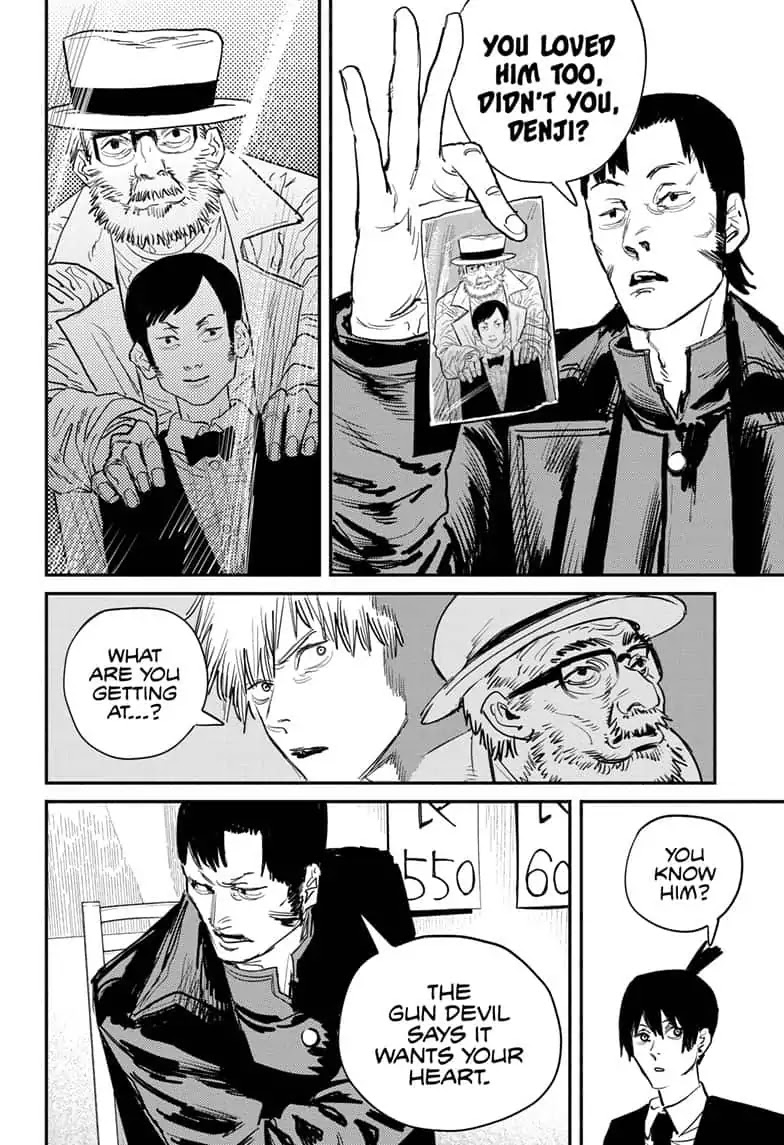 YOU LOVED
HIM TOO,
DIDN'T YOU,
DENJI?
WHAT
ARE YOU
GETTING
AT...?
YOU
KNOW
HIM?
550
60
THE
GUN DEVIL
SAYS IT
WANTS YOUR
HEART.